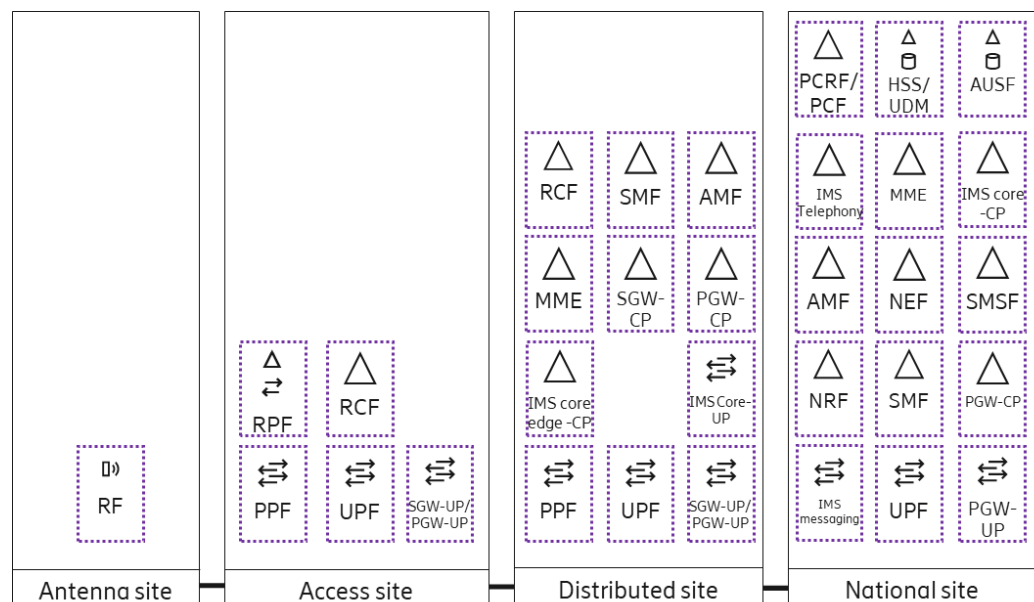 PCRF/
PCF
HSS/
UDM
AUSF
RCF
SMF
AMF
IMS
Telephony
MME
IMS core
-CP
MME
SGW-
CP
PGW-
CP
AMF
NEF
SMSF
RPF
RCF
IMS core
edge -CP
IMS Core-
UP
NRF
SMF
PGW-CP
RF
PPF
UPF
SGW-UP/
PGW-UP
PPF
UPF
SGW-UP/
PGW-UP
IMS
messaging
UPF
PGW-
UP
Antenna site
Access site
Distributed site
National site